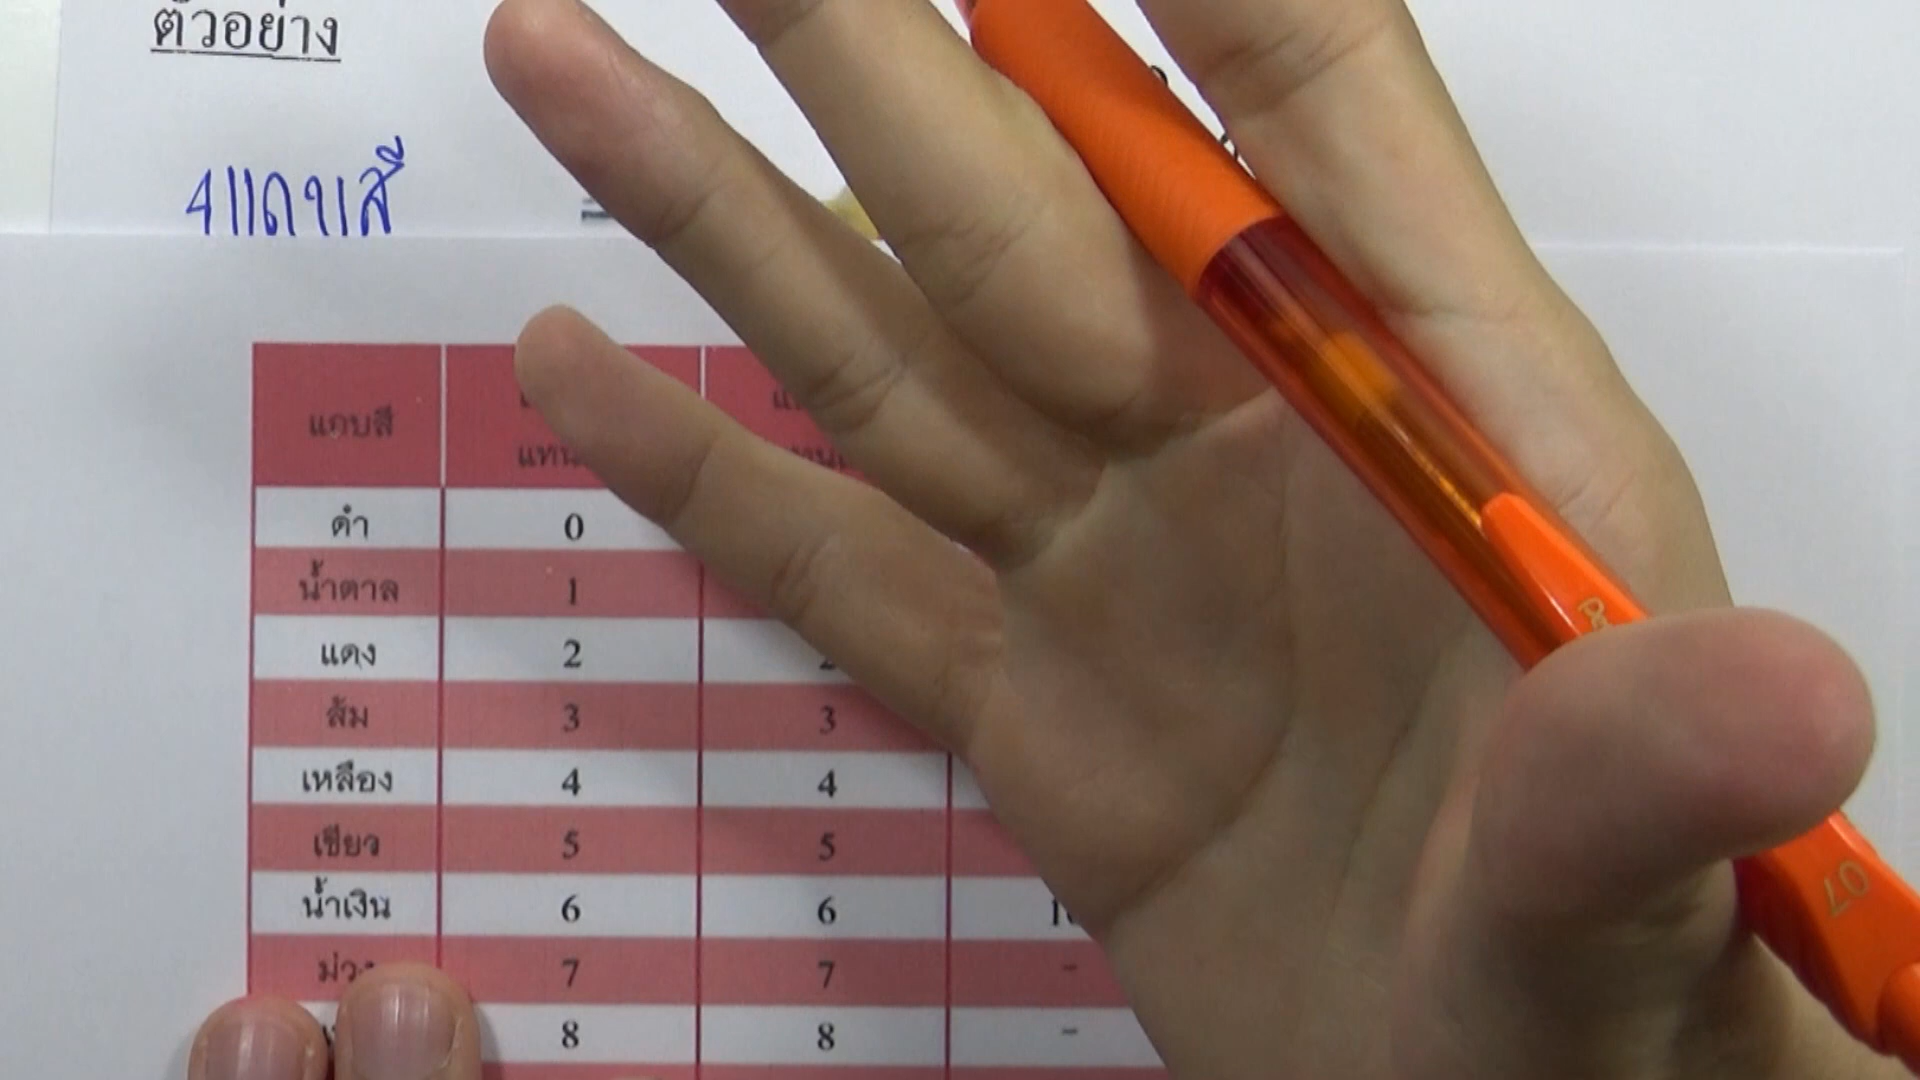 ตัวอย่าง
4แถบสี
แถบสี
ดำ 0
น้ำตาล 1
แดง 2 2
ส้ม 3 3
เหลือง 4 4
เขียว 5 5
น้ำเงิน 6 6
7 7 -
8 8 -
07